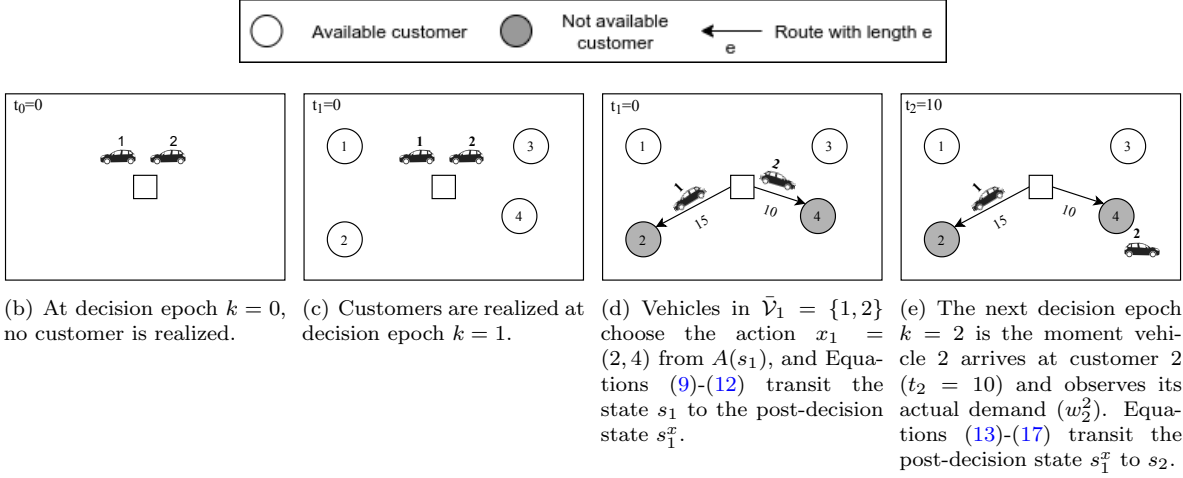 Available customer
Not available
customer
e
Route with length e
t₀=0
1 2
t₁=0
1
1 2
3
4
2
t₁=0
1
3
2
1
4
10
15
2
t₂=10
1
3
1
4
10
15
2
2
(b) At decision epoch k = 0,
no customer is realized.
(c) Customers are realized at
decision epoch k = 1.
(d) Vehicles in V̄₁ = {1, 2}
choose the action x₁ =
(2, 4) from A(s₁), and Equa-
tions (9)-(12) transit the
state s₁ to the post-decision
state s₁ˣ.
(e) The next decision epoch
k = 2 is the moment vehi-
cle 2 arrives at customer 2
(t₂ = 10) and observes its
actual demand (w₂²). Equa-
tions (13)-(17) transit the
post-decision state s₁ˣ to s₂.